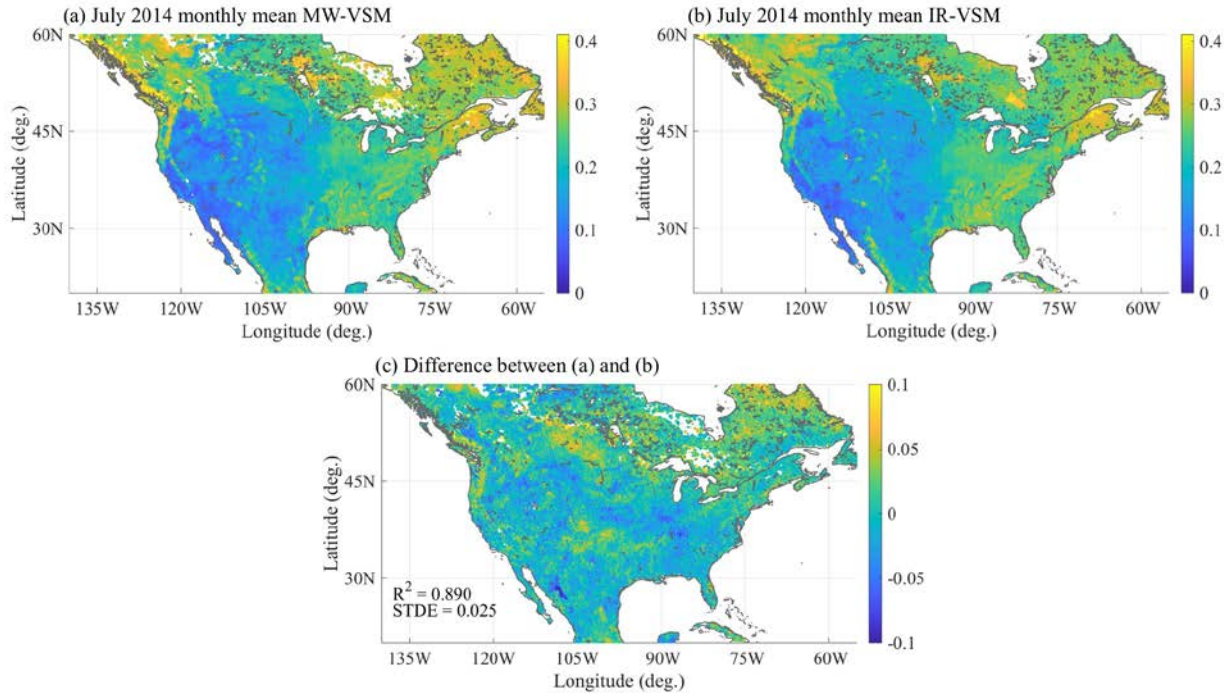 (a) July 2014 monthly mean MW-VSM
60N
45N
30N
Latitude (deg.)
135W 120W 105W 90W 75W 60W
Longitude (deg.)
0.4
0.3
0.2
0.1
0
(b) July 2014 monthly mean IR-VSM
60N
45N
30N
Latitude (deg.)
135W 120W 105W 90W 75W 60W
Longitude (deg.)
0.4
0.3
0.2
0.1
0
(c) Difference between (a) and (b)
60N
45N
30N
Latitude (deg.)
R² = 0.890
STDE = 0.025
135W 120W 105W 90W 75W 60W
Longitude (deg.)
0.1
0.05
0
-0.05
-0.1